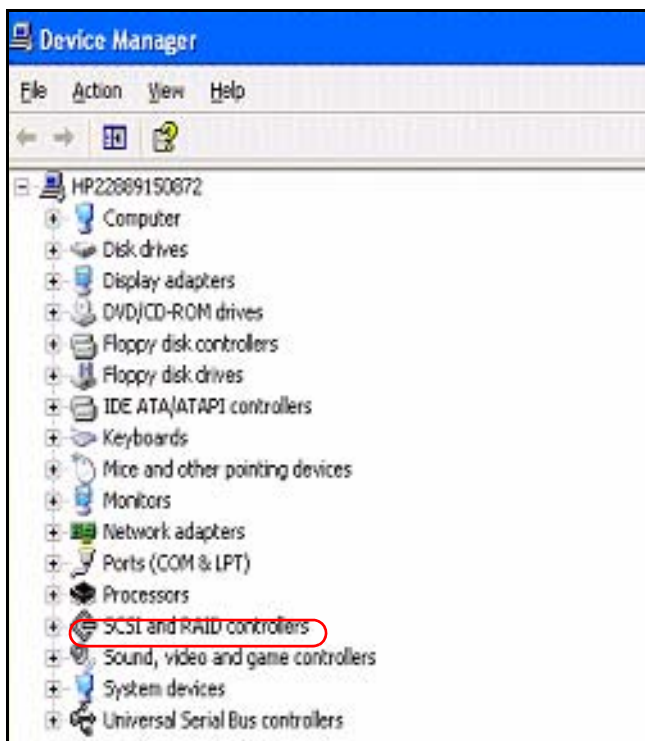 Device Manager
File Action View Help
HP22889150872
Computer
Disk drives
Display adapters
DVD/CD-ROM drives
Floppy disk controllers
Floppy disk drives
IDE ATA/ATAPI controllers
Keyboards
Mice and other pointing devices
Monitors
Network adapters
Ports (COM & LPT)
Processors
SCSI and RAID controllers
Sound, video and game controllers
System devices
Universal Serial Bus controllers